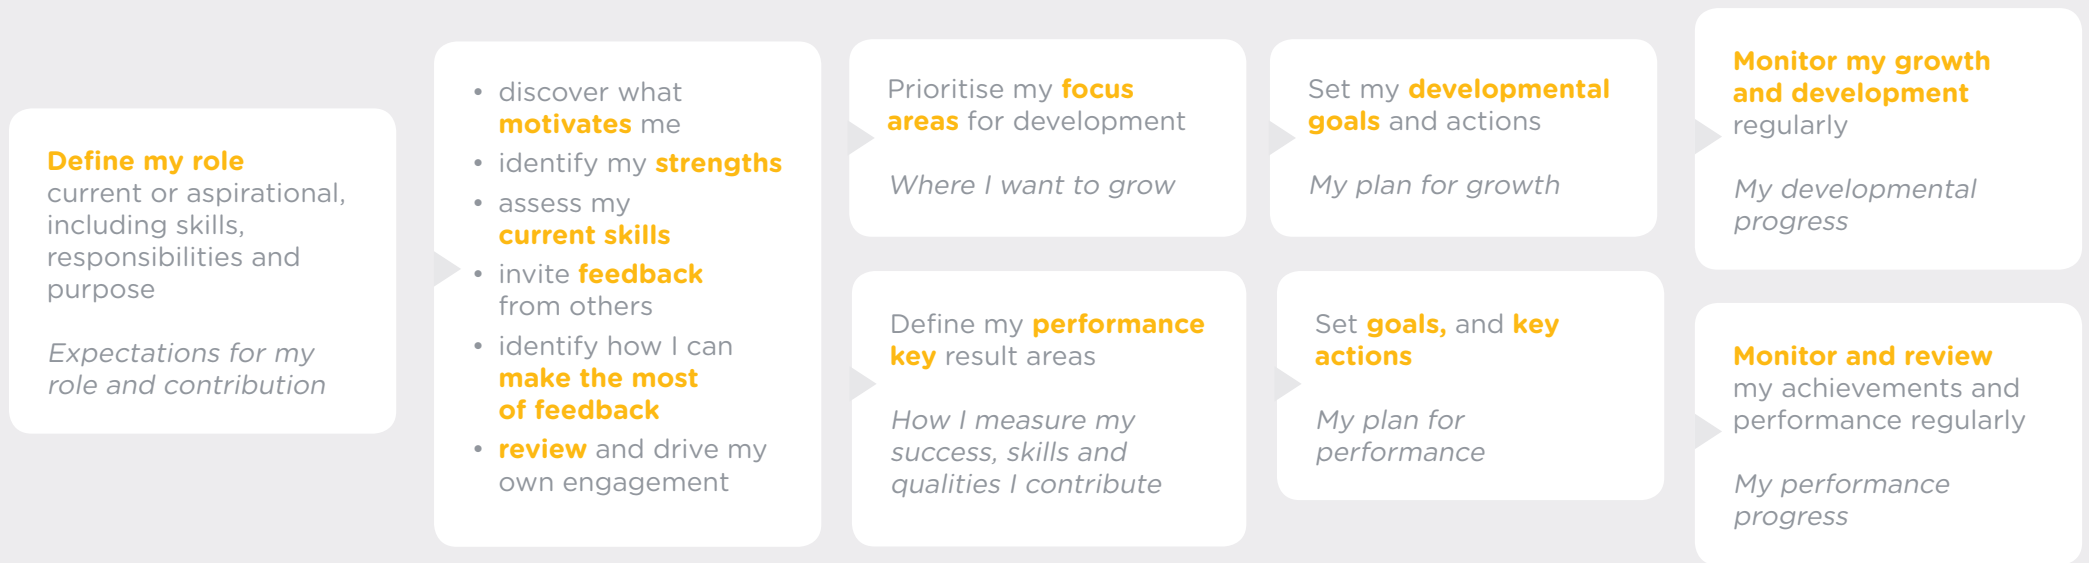 Define my role
current or aspirational,
including skills,
responsibilities and
purpose
Expectations for my
role and contribution
• discover what
motivates me
• identify my strengths
• assess my
current skills
• invite feedback
from others
• identify how I can
make the most
of feedback
• review and drive my
own engagement
Prioritise my focus
areas for development
Where I want to grow
Define my performance
key result areas
How I measure my
success, skills and
qualities I contribute
Set my developmental
goals and actions
My plan for growth
Set goals, and key
actions
My plan for
performance
Monitor my growth
and development
regularly
My developmental
progress
Monitor and review
my achievements and
performance regularly
My performance
progress